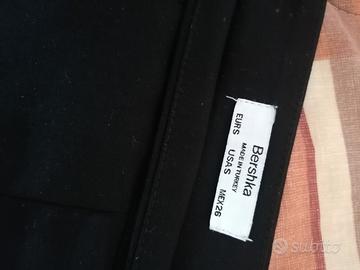 Bershka
MADE IN TURKEY
EUR S USA S MEX 26
subito